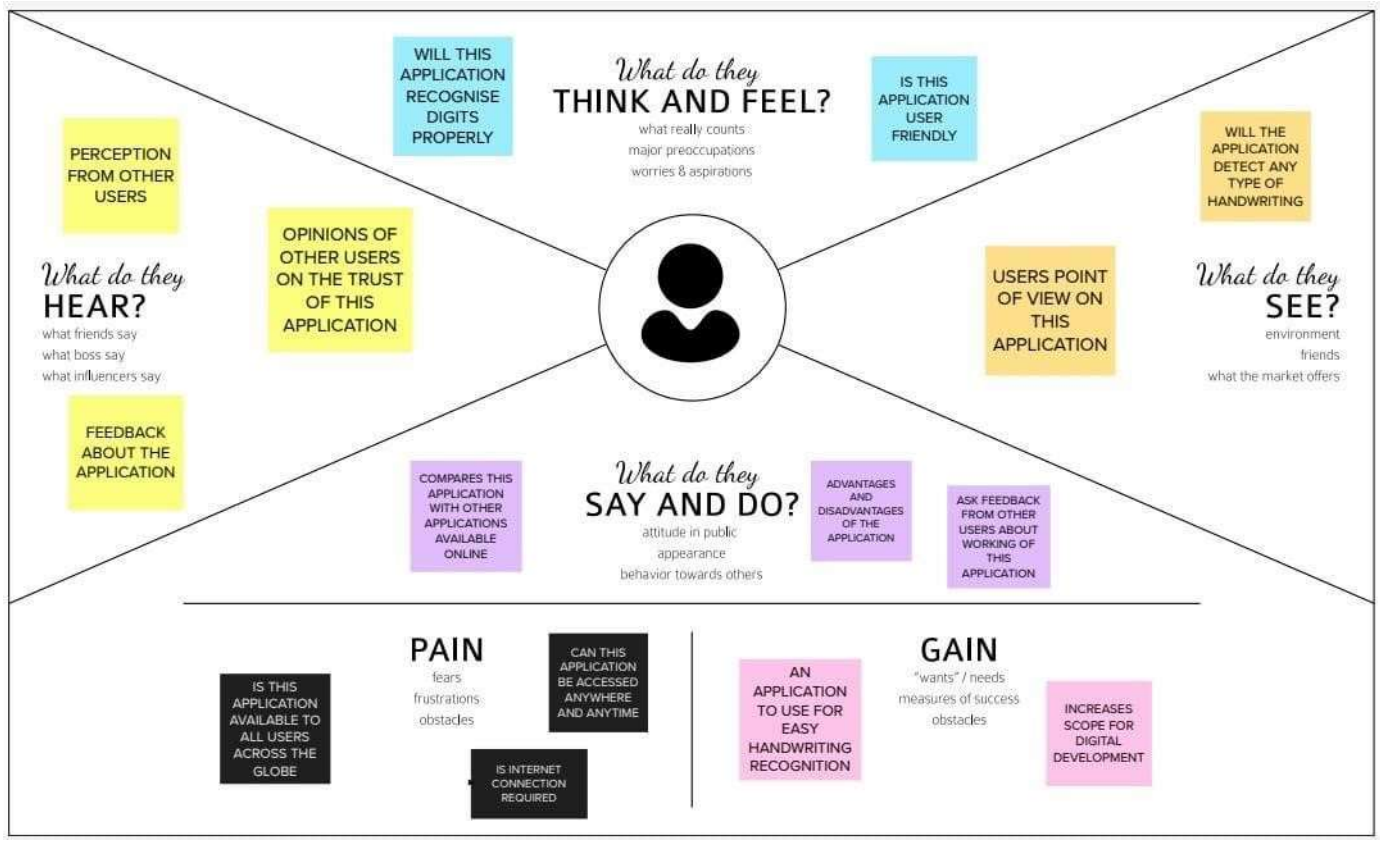 WILL THIS
APPLICATION
RECOGNISE
DIGITS
PROPERLY
What do they
THINK AND FEEL?
what really counts
major preoccupations
worries & aspirations
IS THIS
APPLICATION
USER
FRIENDLY
PERCEPTION
FROM OTHER
USERS
OPINIONS OF
OTHER USERS
ON THE TRUST
OF THIS
APPLICATION
What do they
HEAR?
what friends say
what boss say
what influencers say
FEEDBACK
ABOUT THE
APPLICATION
WILL THE
APPLICATION
DETECT ANY
TYPE OF
HANDWRITING
USERS POINT
OF VIEW ON
THIS
APPLICATION
What do they
SEE?
environment
friends
what the market offers
COMPARES THIS
APPLICATION
WITH OTHER
APPLICATIONS
AVAILABLE
ONLINE
What do they
SAY AND DO?
attitude in public
appearance
behavior towards others
ADVANTAGES
AND
DISADVANTAGES
OF THE
APPLICATION
ASK FEEDBACK
FROM OTHER
USERS ABOUT
WORKING OF
THIS
APPLICATION
PAIN
fears
frustrations
obstacles
IS THIS
APPLICATION
AVAILABLE TO
ALL USERS
ACROSS THE
GLOBE
CAN THIS
APPLICATION
BE ACCESSED
ANYWHERE
AND ANYTIME
IS INTERNET
CONNECTION
REQUIRED
GAIN
"wants" / needs
measures of success
obstacles
AN
APPLICATION
TO USE FOR
EASY
HANDWRITING
RECOGNITION
INCREASES
SCOPE FOR
DIGITAL
DEVELOPMENT